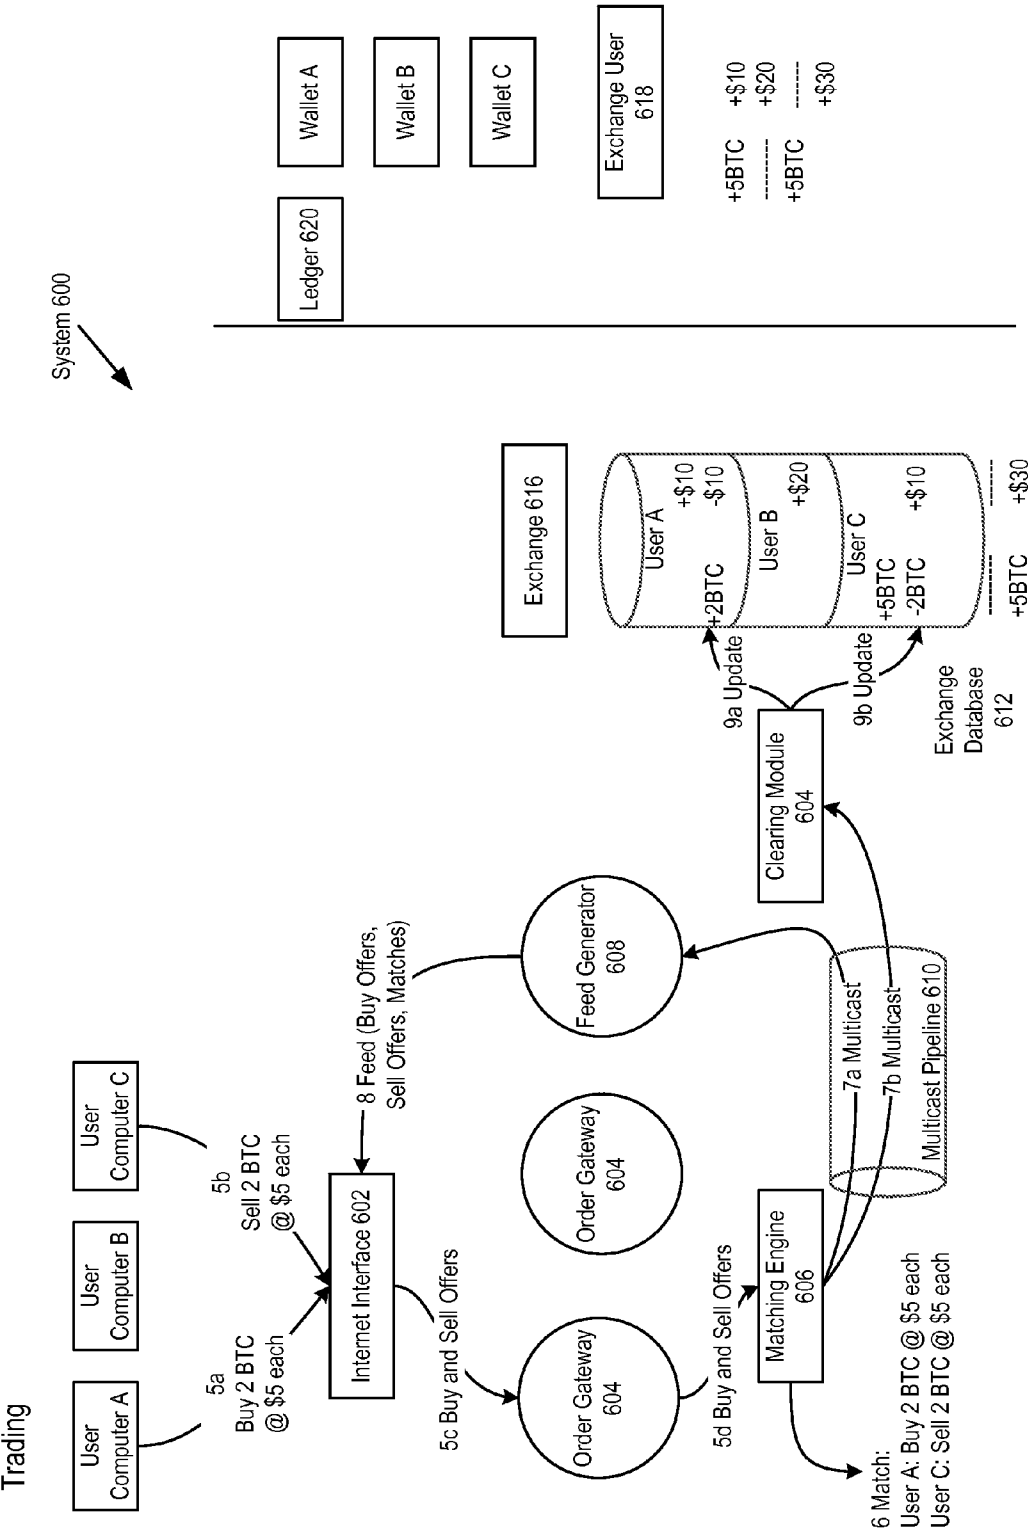 Trading
System 600
User
Computer A
User
Computer B
User
Computer C
5a
Buy 2 BTC
@ $5 each
5b
Sell 2 BTC
@ $5 each
Internet Interface 602
8 Feed (Buy Offers,
Sell Offers, Matches)
5c Buy and Sell Offers
Order Gateway
604
Order Gateway
604
Feed Generator
608
5d Buy and Sell Offers
Matching Engine
606
6 Match:
User A: Buy 2 BTC @ $5 each
User C: Sell 2 BTC @ $5 each
7a Multicast
7b Multicast
Multicast Pipeline 610
Clearing Module
604
9a Update
9b Update
Exchange
Database
612
Exchange 616
User A
+$10
+2BTC -$10
User B
+$20
User C
+5BTC
-2BTC +$10
--------- ---------
+5BTC +$30
Ledger 620
Wallet A
Wallet B
Wallet C
Exchange User
618
+5BTC +$10
--------- +$20
+5BTC ---------
+$30